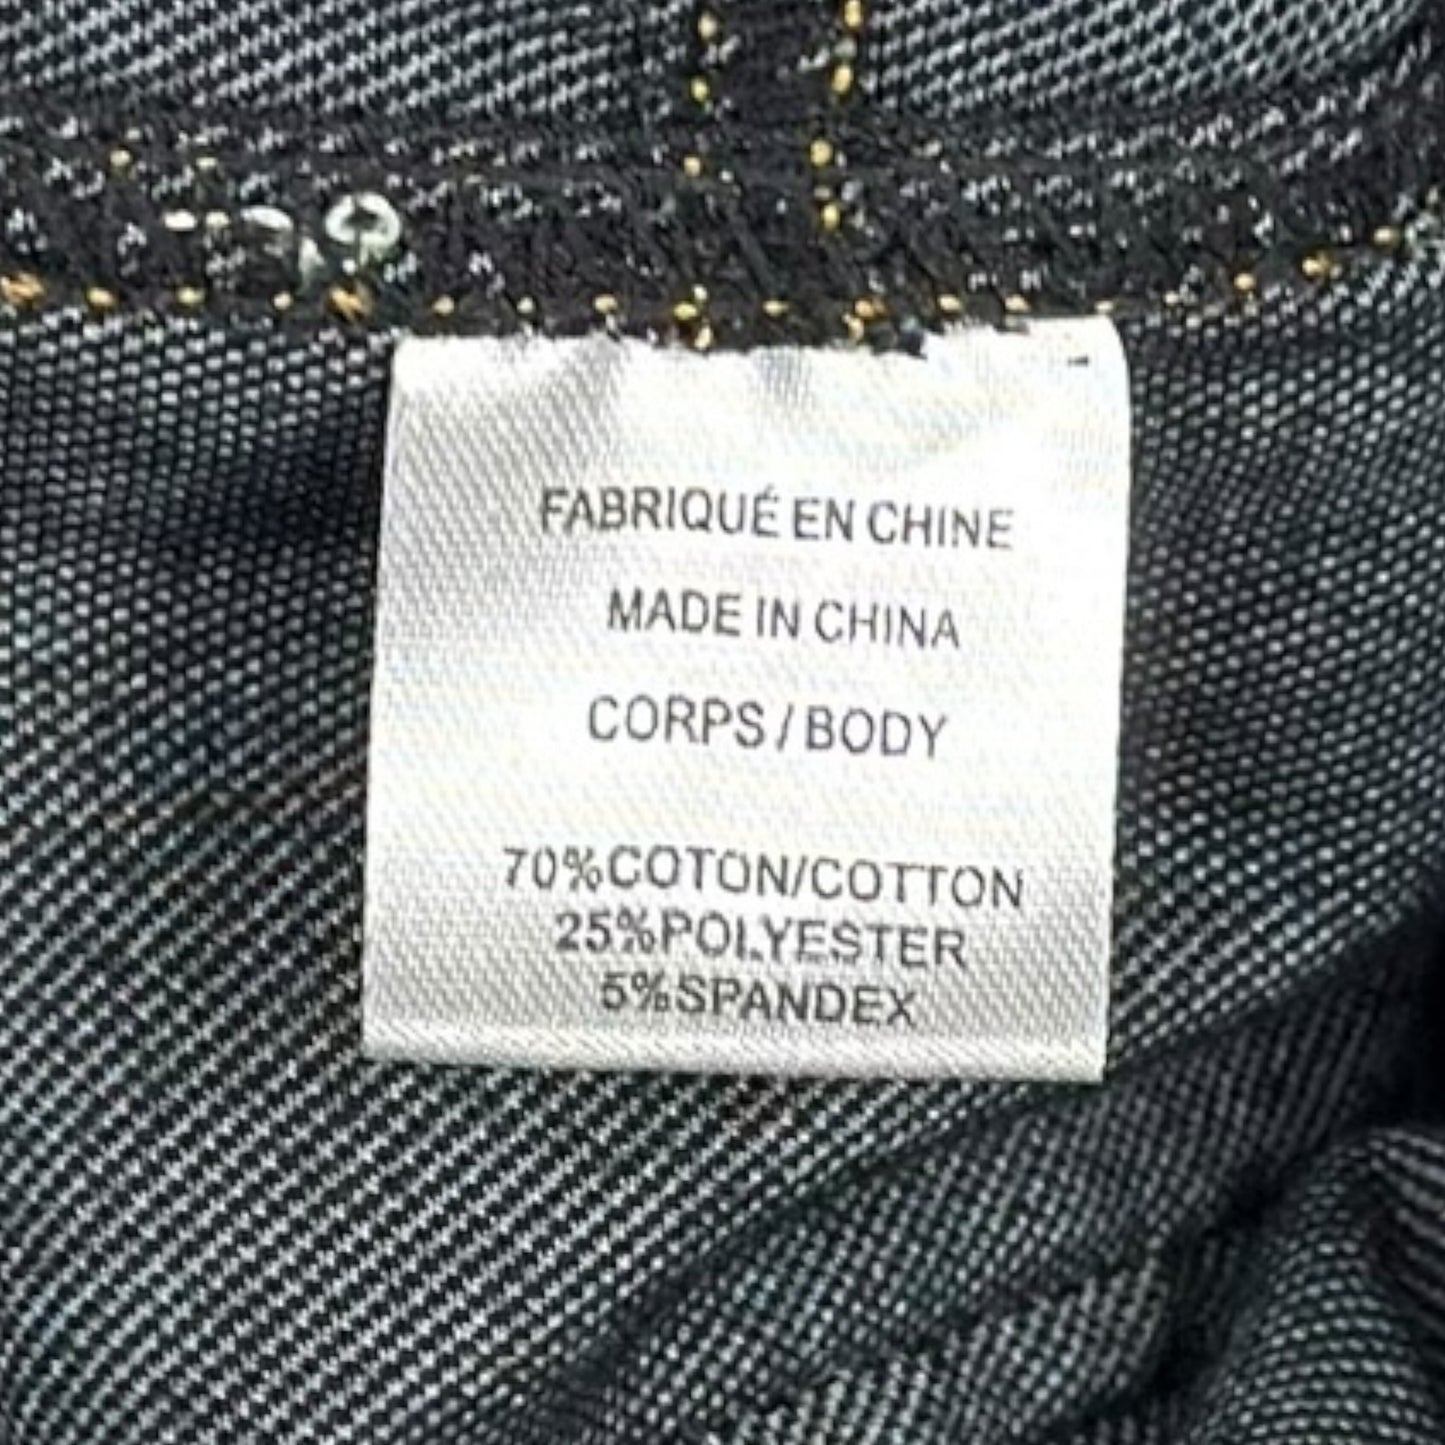 FABRIQUÉ EN CHINE
MADE IN CHINA
CORPS / BODY
70%COTON/COTTON
25%POLYESTER
5%SPANDEX